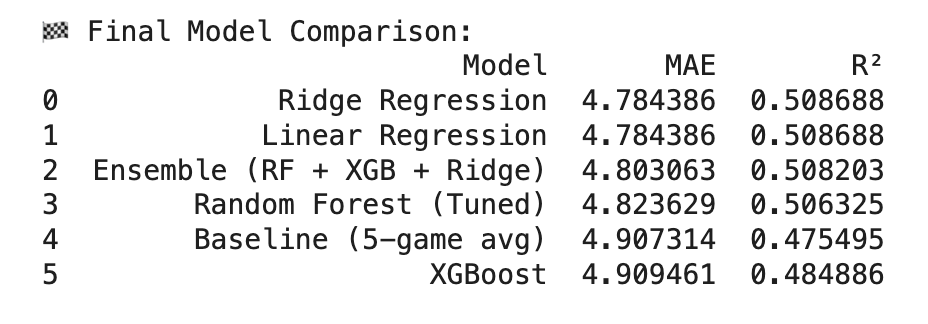 🏁 Final Model Comparison:
Model MAE R²
0 Ridge Regression 4.784386 0.508688
1 Linear Regression 4.784386 0.508688
2 Ensemble (RF + XGB + Ridge) 4.803063 0.508203
3 Random Forest (Tuned) 4.823629 0.506325
4 Baseline (5-game avg) 4.907314 0.475495
5 XGBoost 4.909461 0.484886